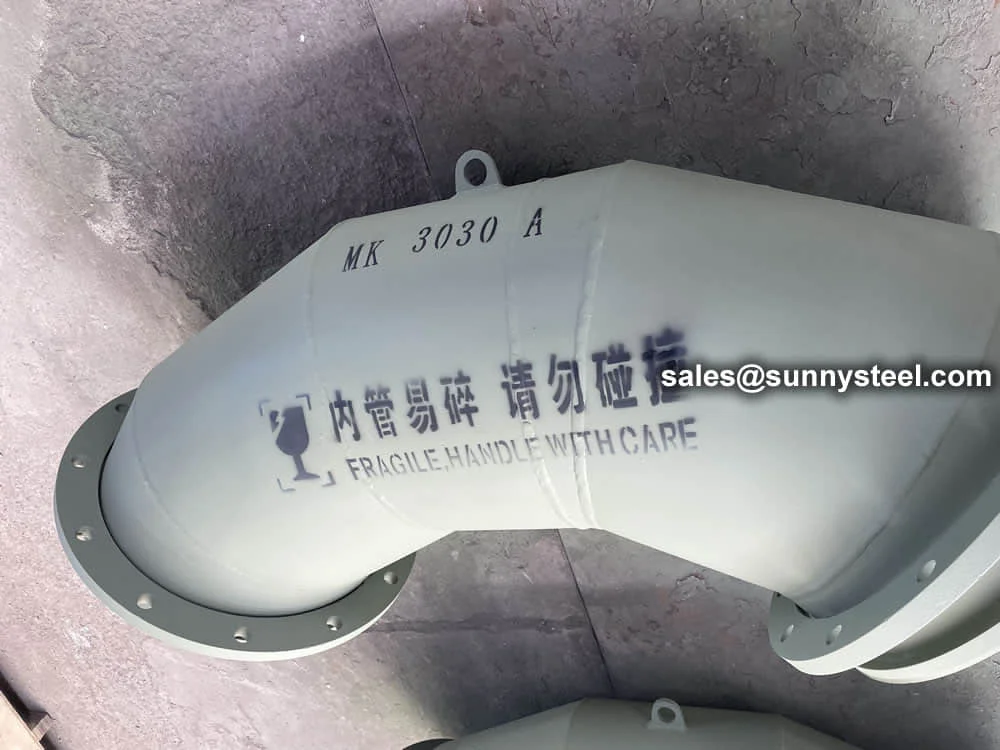 MK 3030 A
内管易碎 请勿碰撞
sales@sunnysteel.com
FRAGILE,HANDLE WITH CARE